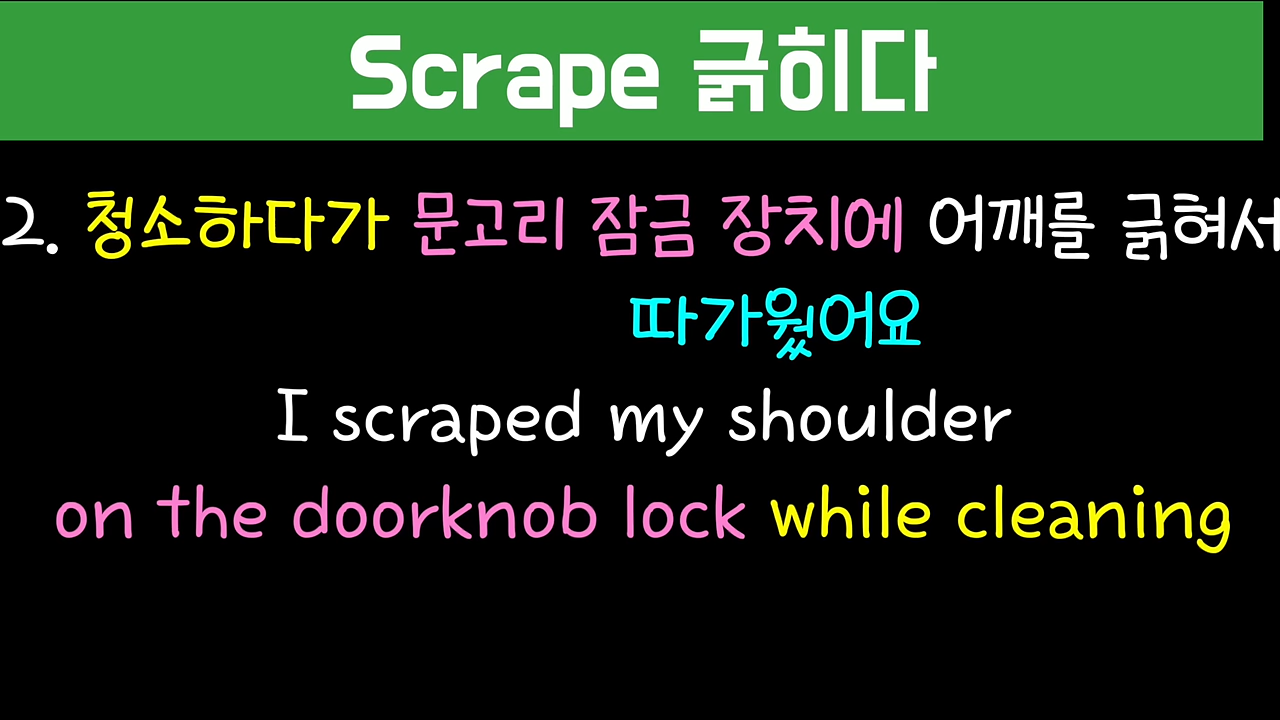 Scrape 긁히다
2. 청소하다가 문고리 잠금 장치에 어깨를 긁혀서
따가웠어요
I scraped my shoulder
on the doorknob lock while cleaning